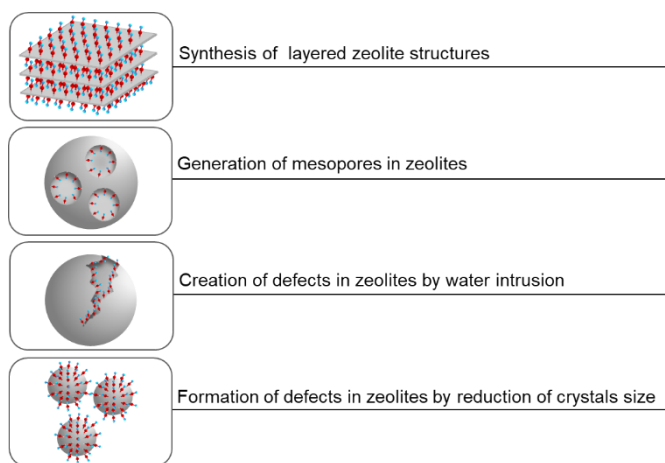 Synthesis of layered zeolite structures
Generation of mesopores in zeolites
Creation of defects in zeolites by water intrusion
Formation of defects in zeolites by reduction of crystals size